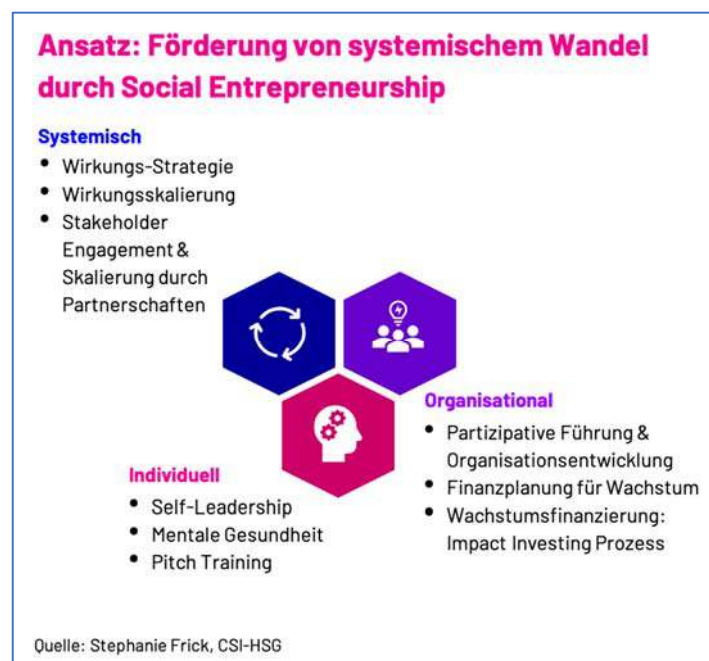 Ansatz: Förderung von systemischem Wandel
durch Social Entrepreneurship
Systemisch
• Wirkungs-Strategie
• Wirkungsskalierung
• Stakeholder
Engagement &
Skalierung durch
Partnerschaften
Organisational
• Partizipative Führung &
Organisationsentwicklung
• Finanzplanung für Wachstum
• Wachstumsfinanzierung:
Impact Investing Prozess
Individuell
• Self-Leadership
• Mentale Gesundheit
• Pitch Training
Quelle: Stephanie Frick, CSI-HSG